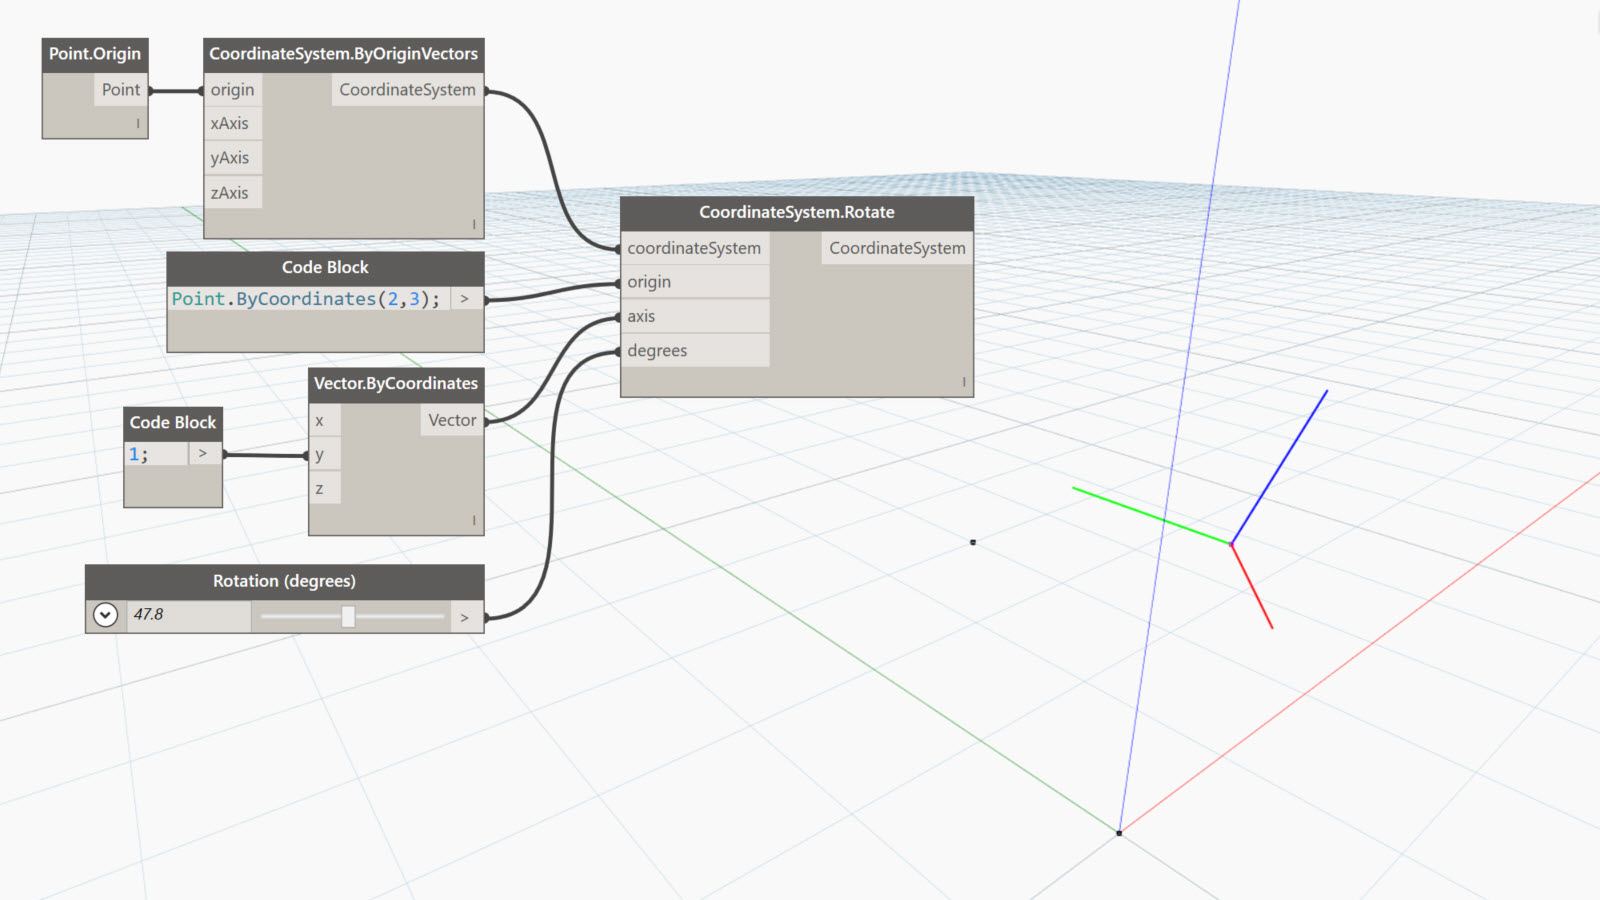 Point.Origin
Point
CoordinateSystem.ByOriginVectors
origin CoordinateSystem
xAxis
yAxis
zAxis
Code Block
Point.ByCoordinates(2,3); >
Code Block
1; >
Vector.ByCoordinates
x Vector
y
z
Rotation (degrees)
47.8 >
CoordinateSystem.Rotate
coordinateSystem CoordinateSystem
origin
axis
degrees